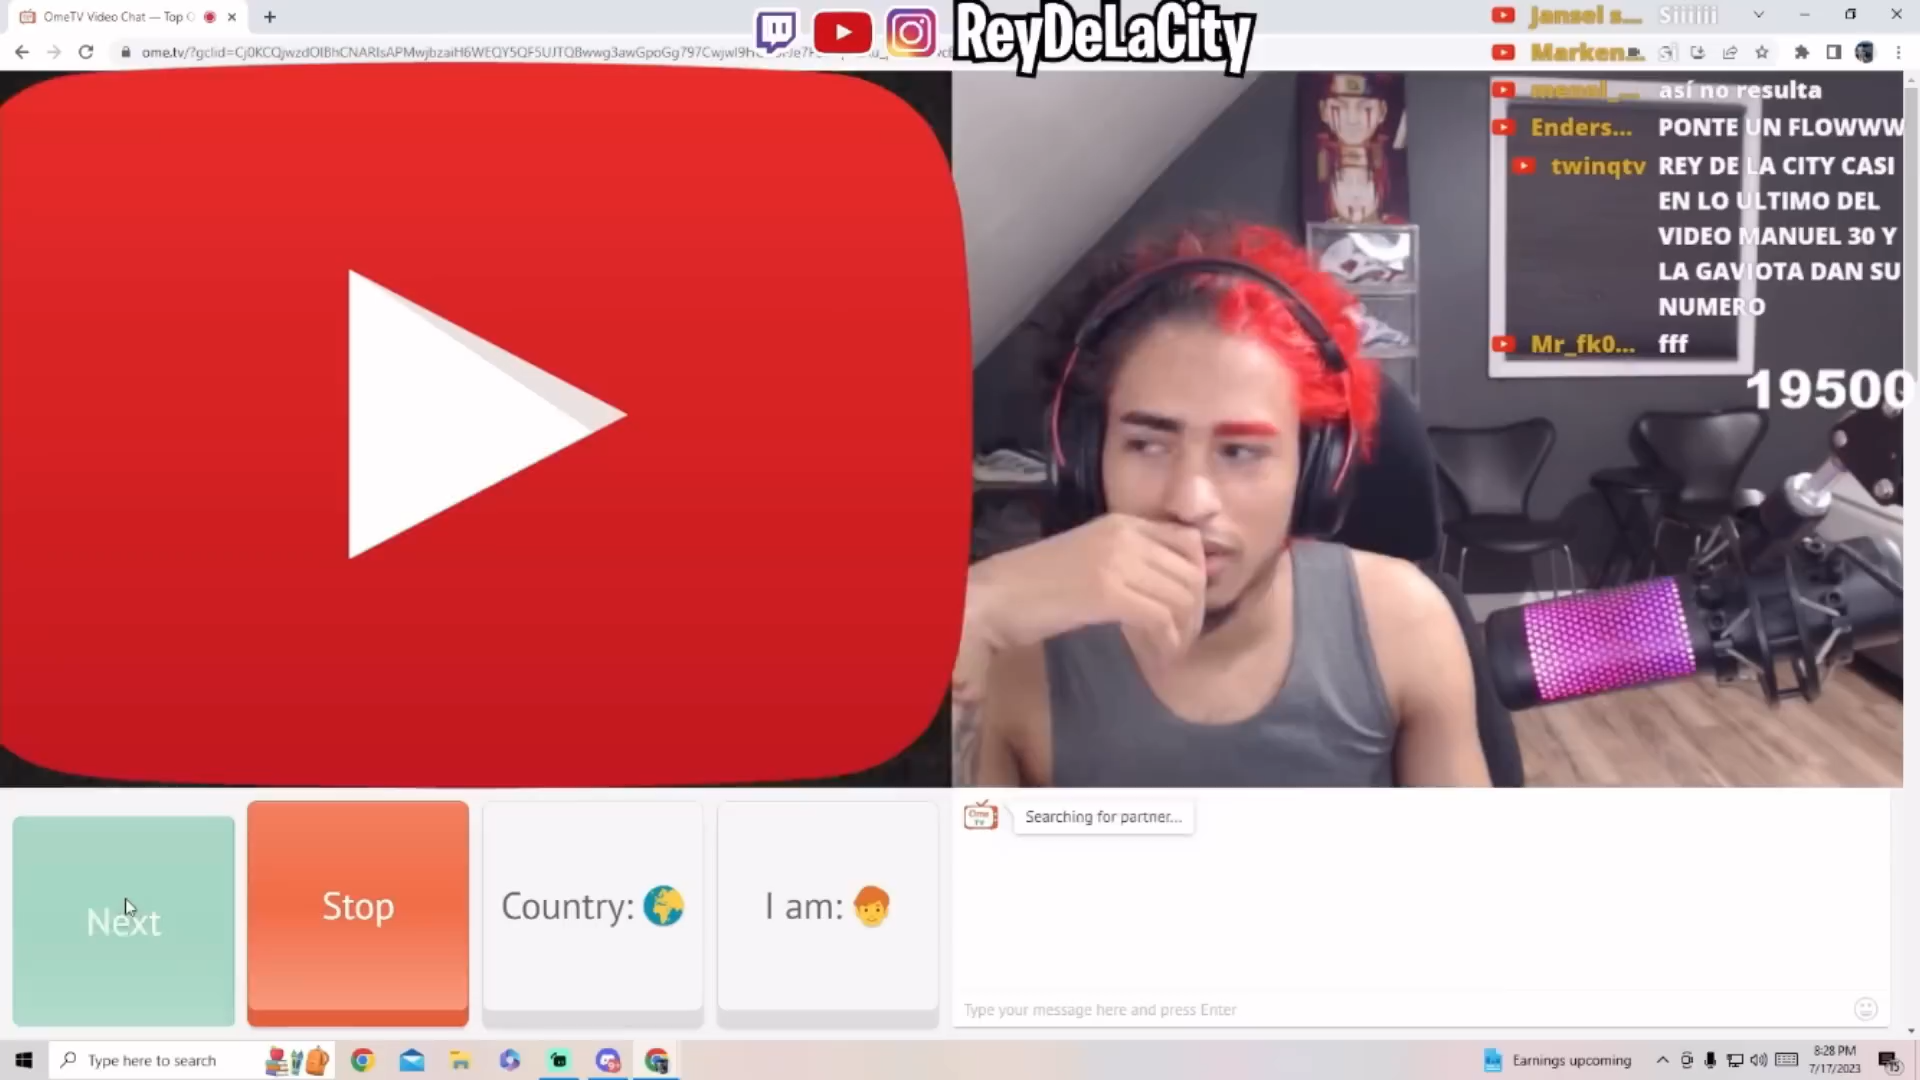 OmeTV Video Chat — Top
ReyDeLaCity
Jansel s... Siiiiii
Marken...
así no resulta
Enders... PONTE UN FLOWWW
twinqtv REY DE LA CITY CASI
EN LO ULTIMO DEL
VIDEO MANUEL 30 Y
LA GAVIOTA DAN SU
NUMERO
Mr_fk0... fff
19500
Searching for partner...
Next
Stop
Country:
I am:
Type your message here and press Enter
Type here to search
Earnings upcoming
8:28 PM
7/17/2023
15